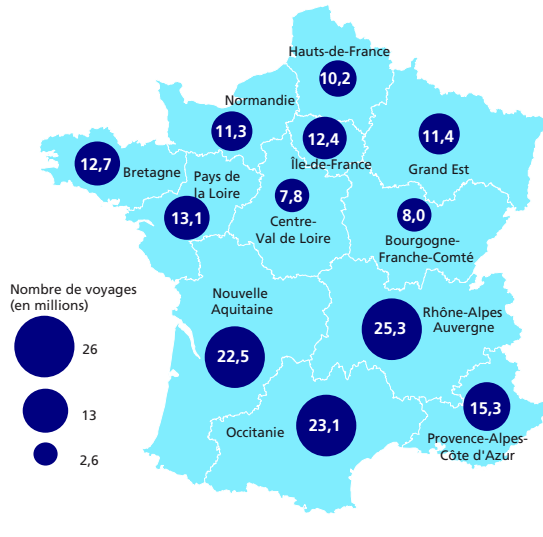 Hauts-de-France
10,2
Normandie
11,3
12,4
Île-de-France
11,4
Grand Est
12,7
Bretagne
Pays de
la Loire
13,1
7,8
Centre-
Val de Loire
8,0
Bourgogne-
Franche-Comté
Nombre de voyages
(en millions)
26
13
2,6
Nouvelle
Aquitaine
22,5
25,3
Rhône-Alpes
Auvergne
Occitanie
23,1
15,3
Provence-Alpes-
Côte d'Azur